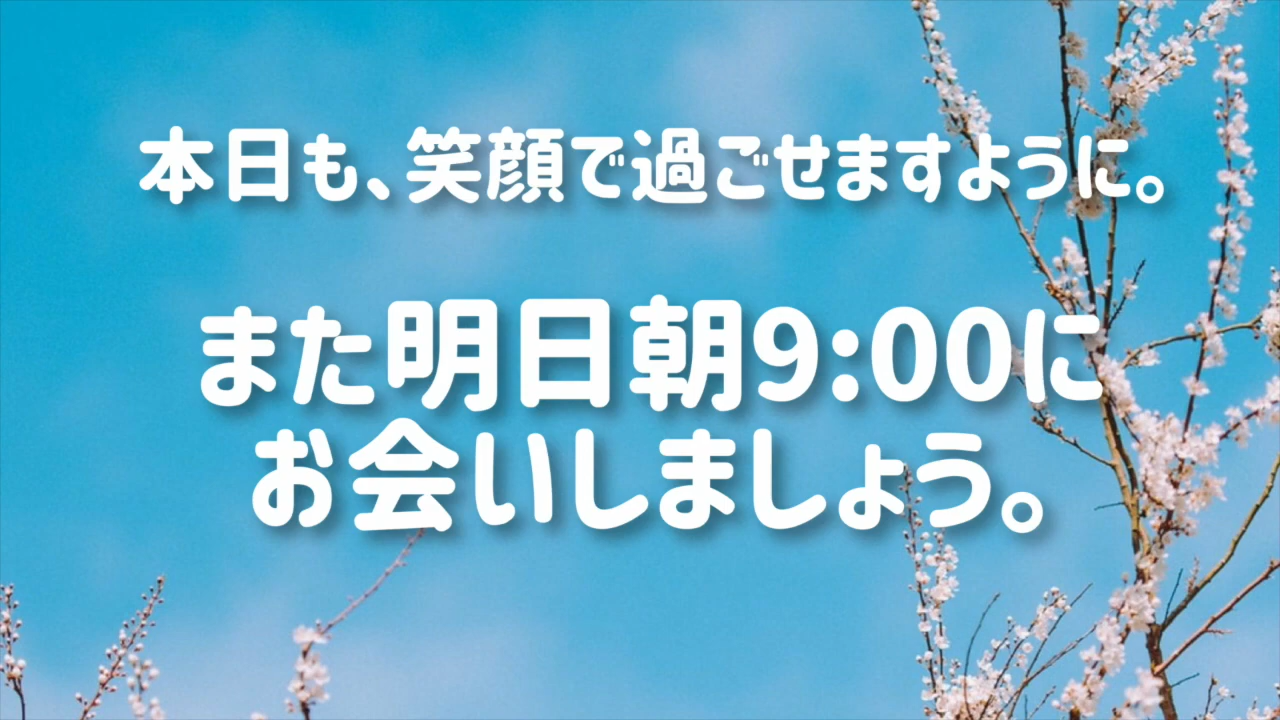 本日も、笑顔で過ごせますように。
また明日朝9:00に
お会いしましょう。